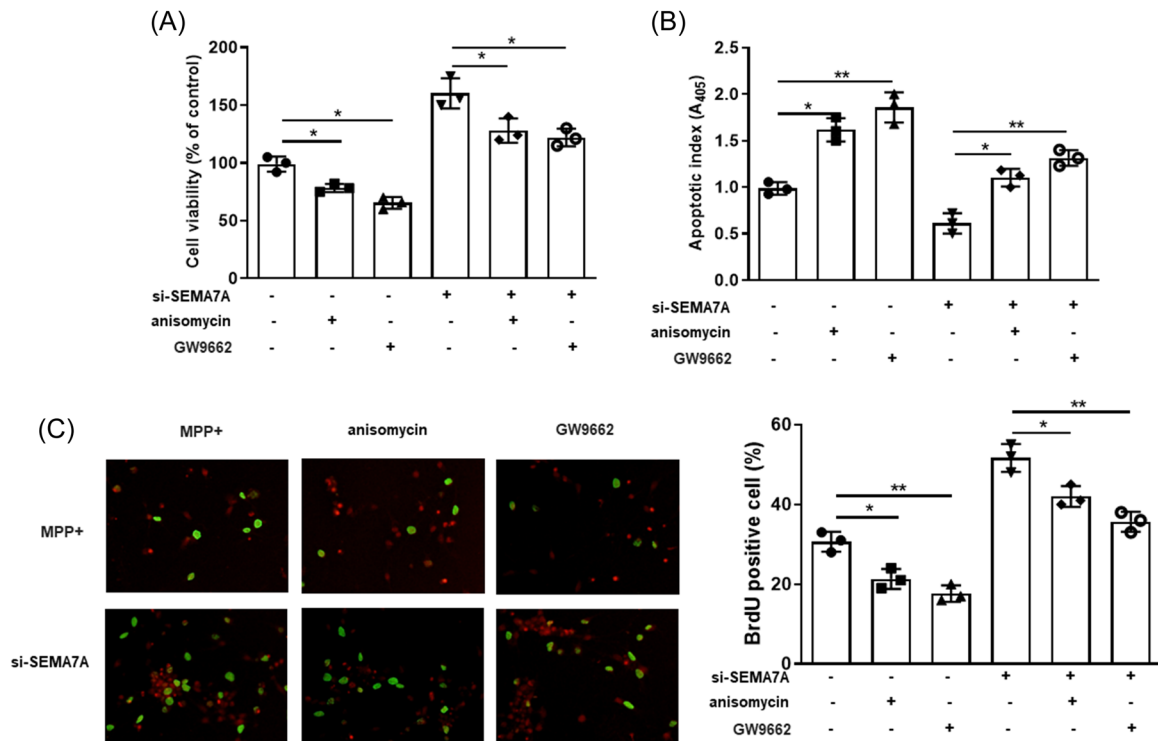 (A)
Cell viability (% of control)
200
150
100
50
0
* * * *
si-SEMA7A - - - + + +
anisomycin - + - - + -
GW9662 - - + - - +
(B)
Apoptotic index (A405)
2.5
2.0
1.5
1.0
0.5
0.0
** * ** *
si-SEMA7A - - - + + +
anisomycin - + - - + -
GW9662 - - + - - +
(C)
MPP+ anisomycin GW9662
MPP+
si-SEMA7A
BrdU positive cell (%)
60
40
20
0
** * ** *
si-SEMA7A - - - + + +
anisomycin - + - - + -
GW9662 - - + - - +